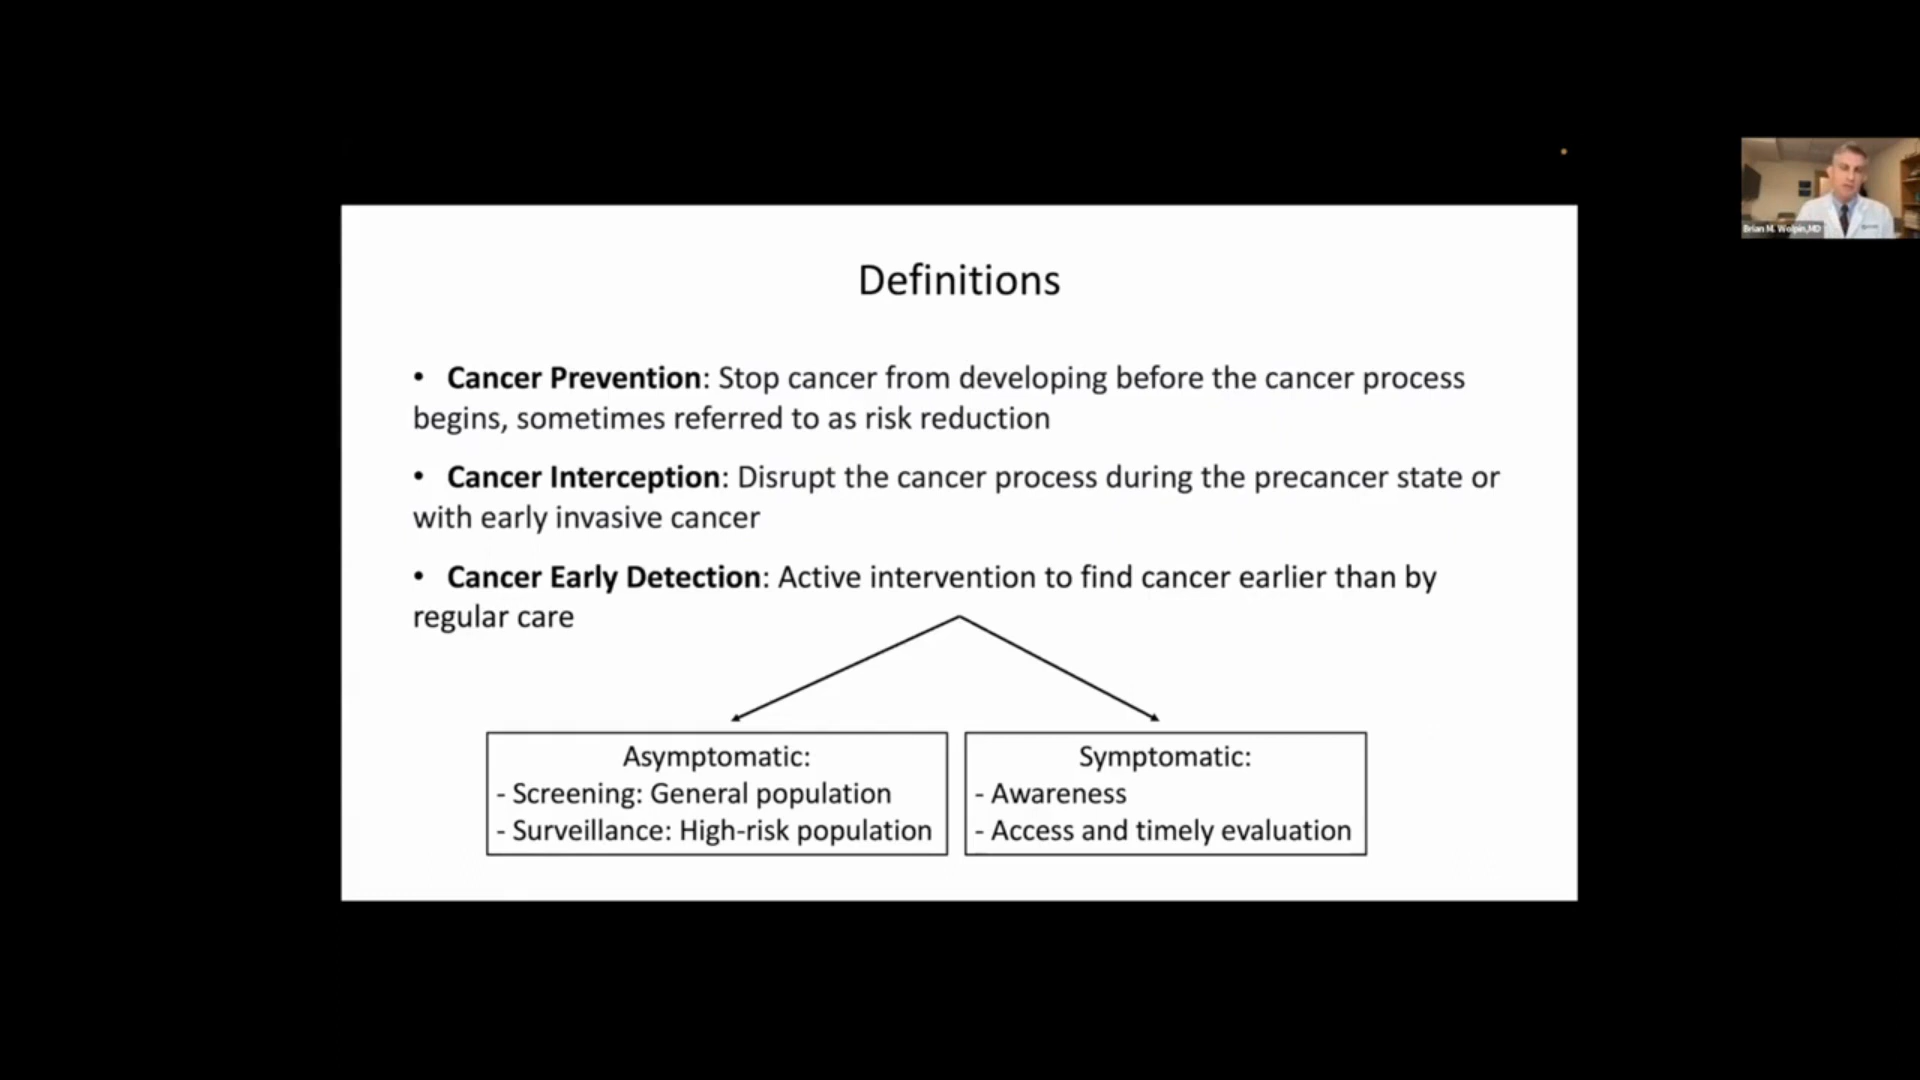 Definitions
• Cancer Prevention: Stop cancer from developing before the cancer process
begins, sometimes referred to as risk reduction
• Cancer Interception: Disrupt the cancer process during the precancer state or
with early invasive cancer
• Cancer Early Detection: Active intervention to find cancer earlier than by
regular care
Asymptomatic:
- Screening: General population
- Surveillance: High-risk population
Symptomatic:
- Awareness
- Access and timely evaluation
Brian M. Wolpin,MD